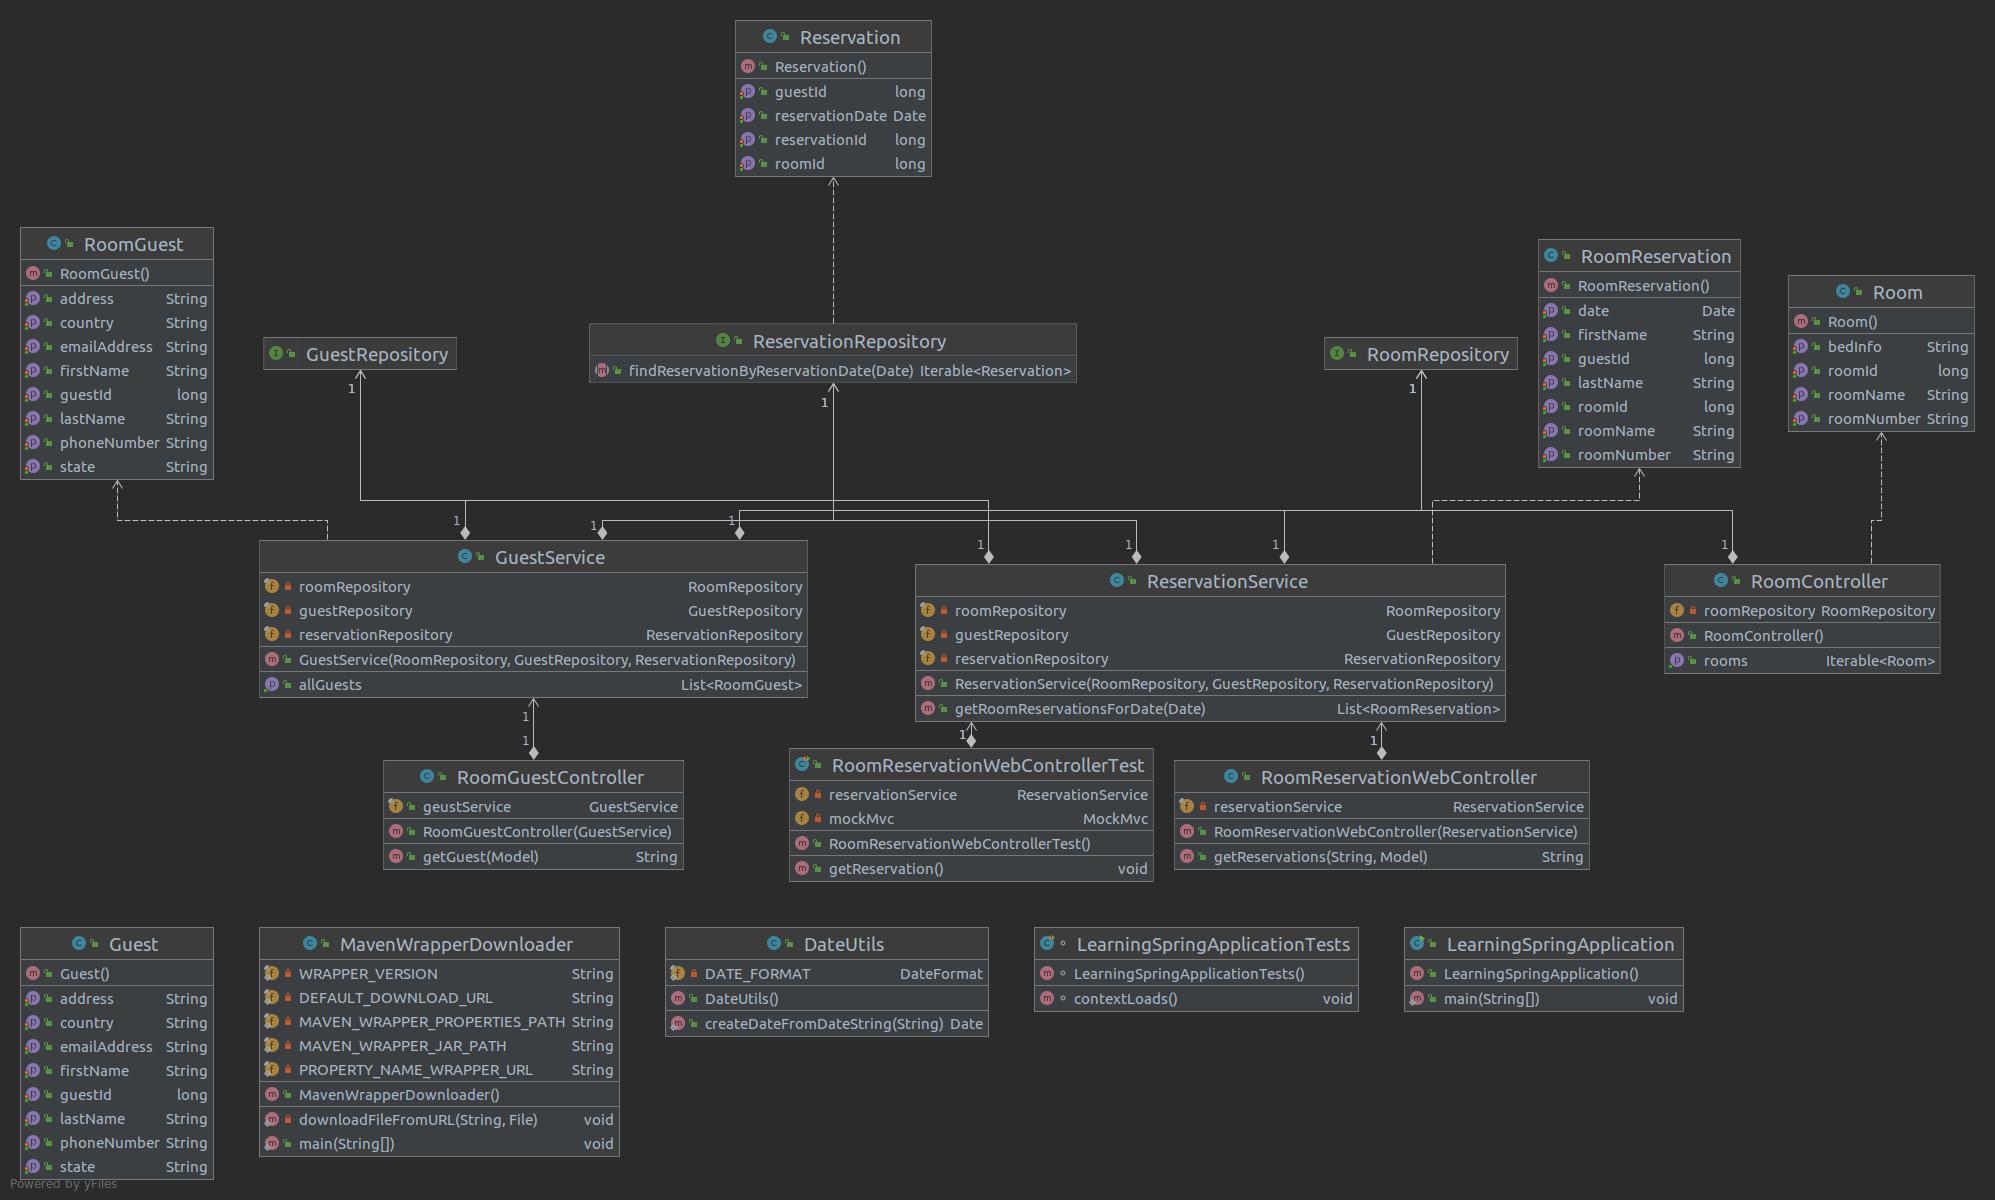 Reservation
Reservation()
guestId long
reservationDate Date
reservationId long
roomId long
RoomGuest
RoomGuest()
address String
country String
emailAddress String
firstName String
guestId long
lastName String
phoneNumber String
state String
GuestRepository
1
ReservationRepository
findReservationByReservationDate(Date) Iterable<Reservation>
1
RoomRepository
1
RoomReservation
RoomReservation()
date Date
firstName String
guestId long
lastName String
roomId long
roomName String
roomNumber String
Room
Room()
bedInfo String
roomId long
roomName String
roomNumber String
1 1 1
GuestService
roomRepository RoomRepository
guestRepository GuestRepository
reservationRepository ReservationRepository
GuestService(RoomRepository, GuestRepository, ReservationRepository)
allGuests List<RoomGuest>
1 1 1
ReservationService
roomRepository RoomRepository
guestRepository GuestRepository
reservationRepository ReservationRepository
ReservationService(RoomRepository, GuestRepository, ReservationRepository)
getRoomReservationsForDate(Date) List<RoomReservation>
1
RoomController
roomRepository RoomRepository
RoomController()
rooms Iterable<Room>
1
1
RoomGuestController
geustService GuestService
RoomGuestController(GuestService)
getGuest(Model) String
1
RoomReservationWebControllerTest
reservationService ReservationService
mockMvc MockMvc
RoomReservationWebControllerTest()
getReservation() void
1
RoomReservationWebController
reservationService ReservationService
RoomReservationWebController(ReservationService)
getReservations(String, Model) String
Guest
Guest()
address String
country String
emailAddress String
firstName String
guestId long
lastName String
phoneNumber String
state String
MavenWrapperDownloader
WRAPPER_VERSION String
DEFAULT_DOWNLOAD_URL String
MAVEN_WRAPPER_PROPERTIES_PATH String
MAVEN_WRAPPER_JAR_PATH String
PROPERTY_NAME_WRAPPER_URL String
MavenWrapperDownloader()
downloadFileFromURL(String, File) void
main(String[]) void
DateUtils
DATE_FORMAT DateFormat
DateUtils()
createDateFromDateString(String) Date
LearningSpringApplicationTests
LearningSpringApplicationTests()
contextLoads() void
LearningSpringApplication
LearningSpringApplication()
main(String[]) void
Powered by yFiles